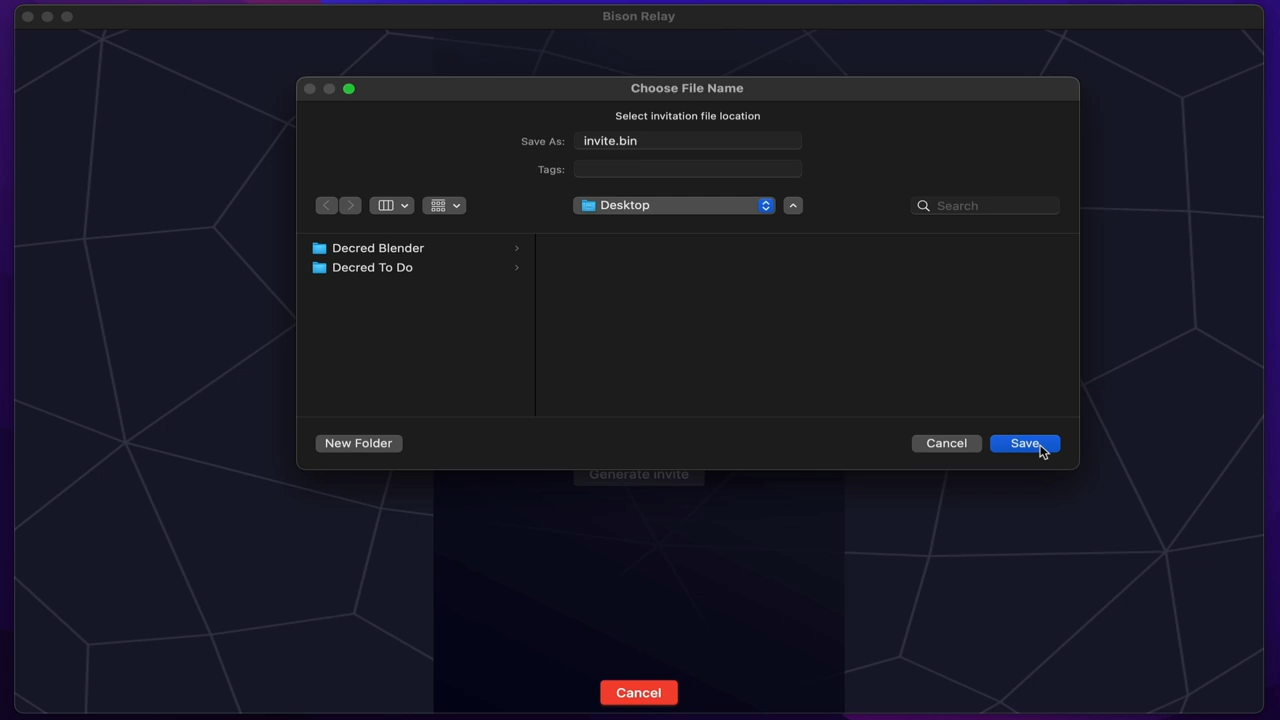 Bison Relay
Choose File Name
Select invitation file location
Save As: invite.bin
Tags:
Desktop
Search
Decred Blender
Decred To Do
New Folder
Cancel
Save
Generate invite
Cancel